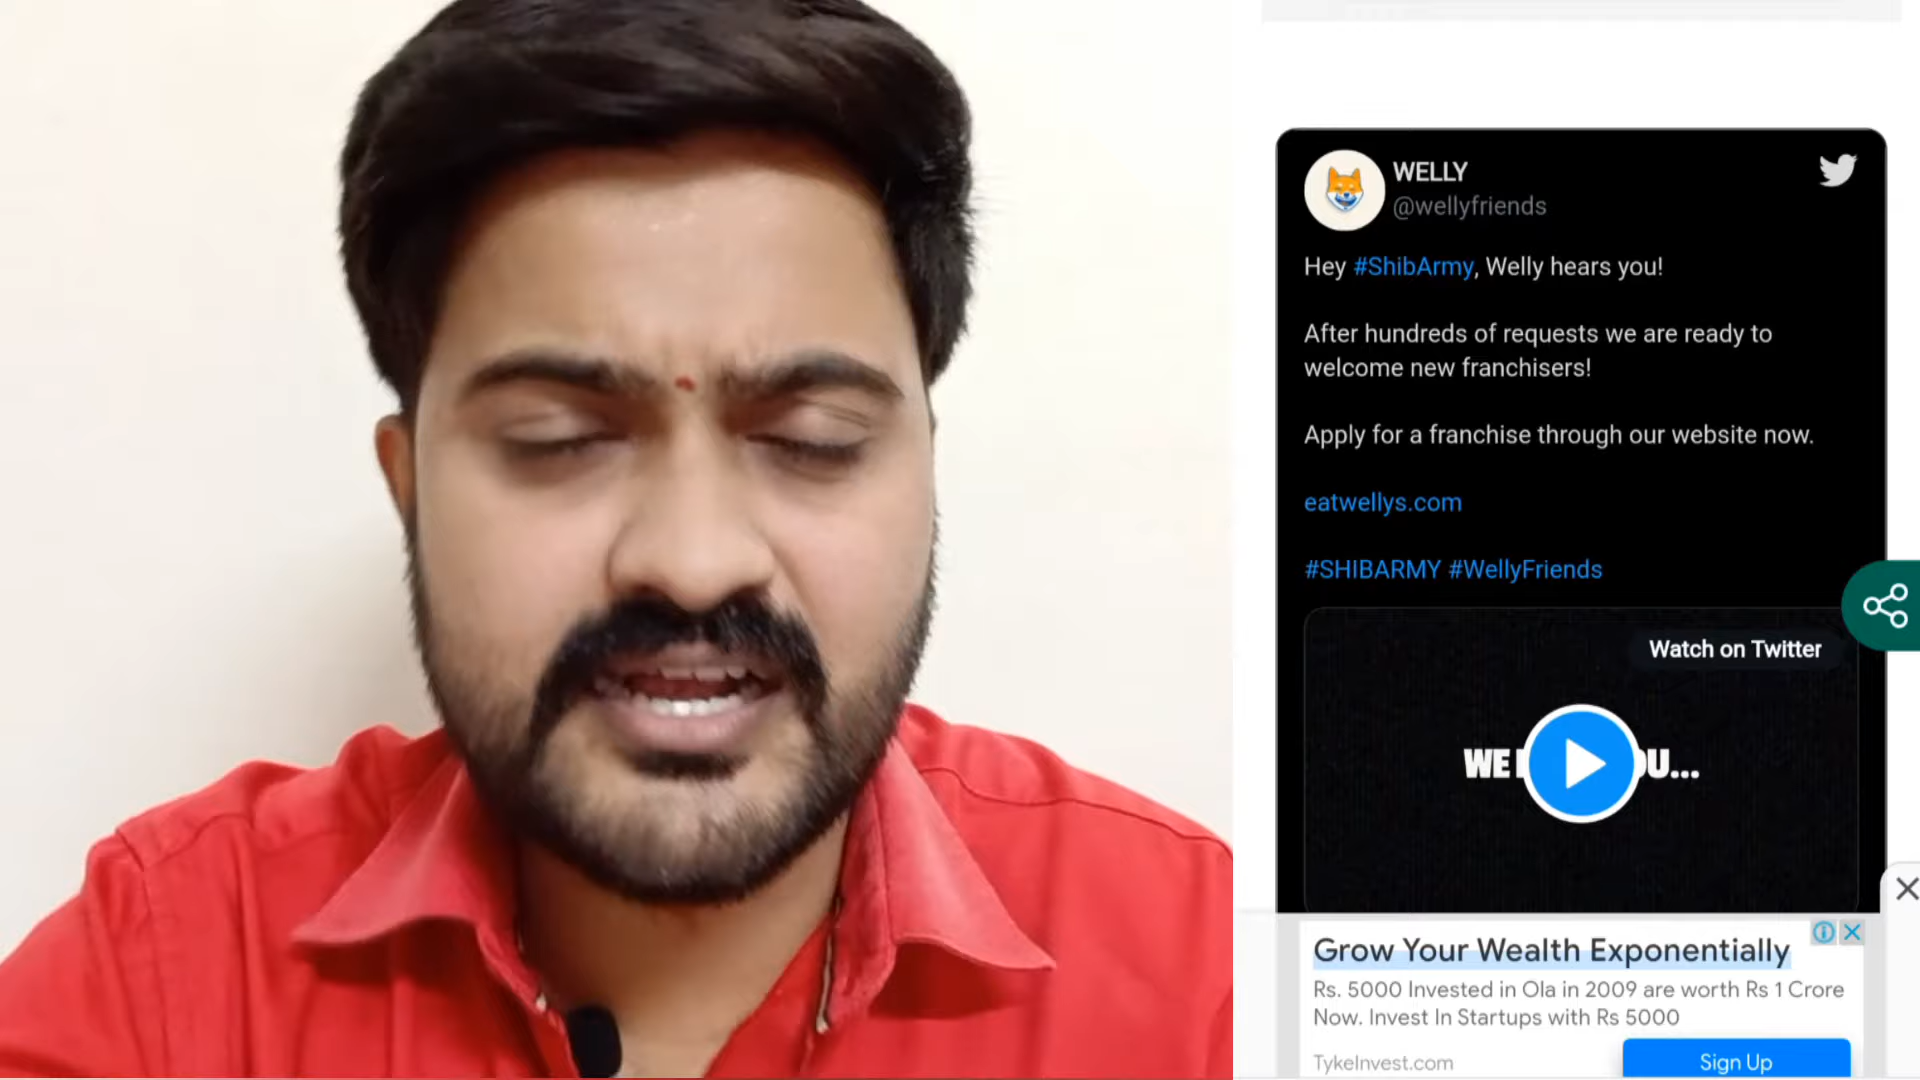 WELLY
@wellyfriends
Hey #ShibArmy, Welly hears you!
After hundreds of requests we are ready to
welcome new franchisers!
Apply for a franchise through our website now.
eatwellys.com
#SHIBARMY #WellyFriends
Watch on Twitter
WE
U...
Grow Your Wealth Exponentially
Rs. 5000 Invested in Ola in 2009 are worth Rs 1 Crore
Now. Invest In Startups with Rs 5000
TykeInvest.com
Sign Up